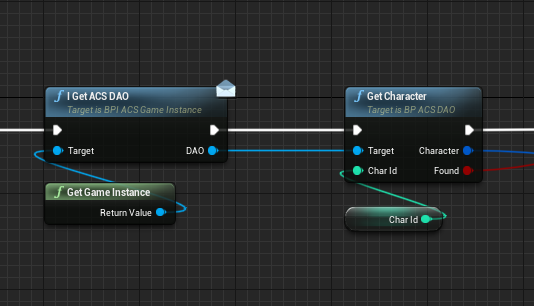 f I Get ACS DAO
Target is BPI ACS Game Instance
Target
DAO
f Get Game Instance
Return Value
f Get Character
Target is BP ACS DAO
Target
Character
Char Id
Found
Char Id